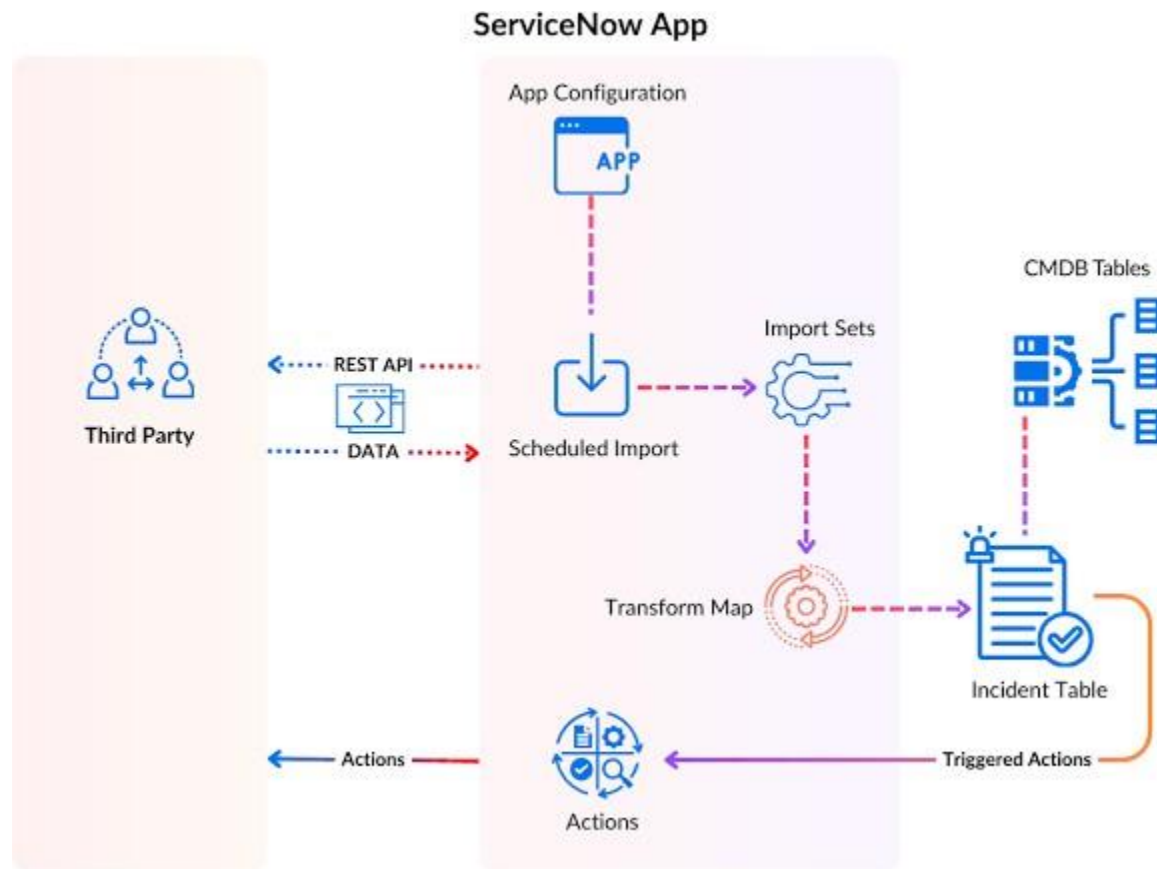 ServiceNow App
App Configuration
APP
CMDB Tables
Import Sets
REST API
Third Party
DATA
Scheduled Import
Transform Map
Incident Table
Actions
Triggered Actions
Actions